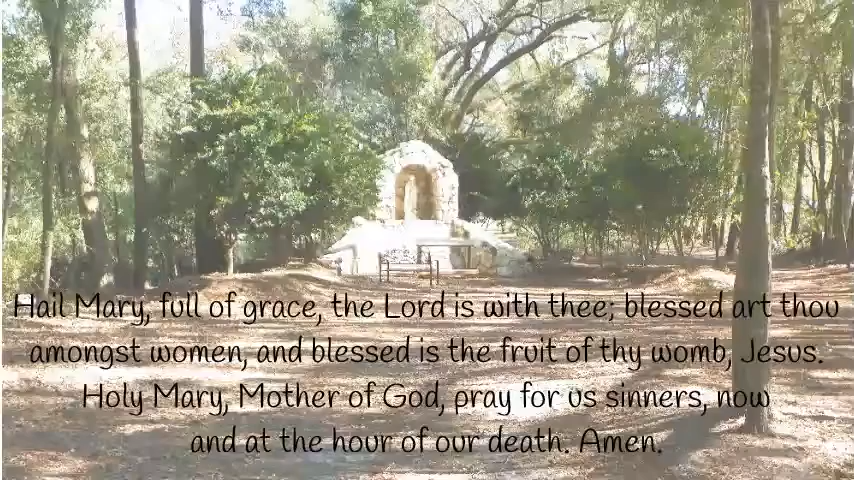 Hail Mary, full of grace, the Lord is with thee; blessed art thou
amongst women, and blessed is the fruit of thy womb, Jesus.
Holy Mary, Mother of God, pray for us sinners, now
and at the hour of our death. Amen.